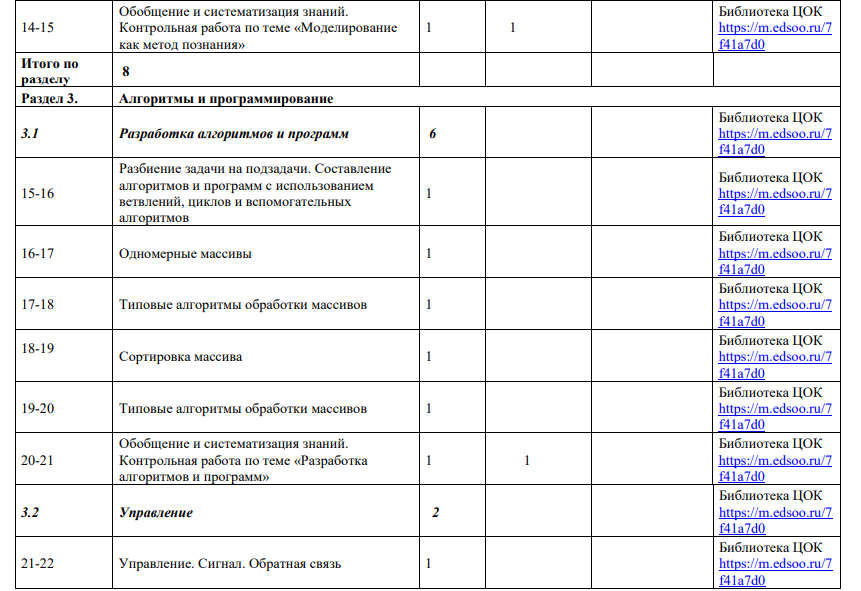 14-15
Обобщение и систематизация знаний.
Контрольная работа по теме «Моделирование
как метод познания»
1
1
Библиотека ЦОК
https://m.edsoo.ru/7
f41a7d0
Итого по
разделу
8
Раздел 3.
Алгоритмы и программирование
3.1
Разработка алгоритмов и программ
6
Библиотека ЦОК
https://m.edsoo.ru/7
f41a7d0
15-16
Разбиение задачи на подзадачи. Составление
алгоритмов и программ с использованием
ветвлений, циклов и вспомогательных
алгоритмов
1
Библиотека ЦОК
https://m.edsoo.ru/7
f41a7d0
16-17
Одномерные массивы
1
Библиотека ЦОК
https://m.edsoo.ru/7
f41a7d0
17-18
Типовые алгоритмы обработки массивов
1
Библиотека ЦОК
https://m.edsoo.ru/7
f41a7d0
18-19
Сортировка массива
1
Библиотека ЦОК
https://m.edsoo.ru/7
f41a7d0
19-20
Типовые алгоритмы обработки массивов
1
Библиотека ЦОК
https://m.edsoo.ru/7
f41a7d0
20-21
Обобщение и систематизация знаний.
Контрольная работа по теме «Разработка
алгоритмов и программ»
1
1
Библиотека ЦОК
https://m.edsoo.ru/7
f41a7d0
3.2
Управление
2
Библиотека ЦОК
https://m.edsoo.ru/7
f41a7d0
21-22
Управление. Сигнал. Обратная связь
1
Библиотека ЦОК
https://m.edsoo.ru/7
f41a7d0